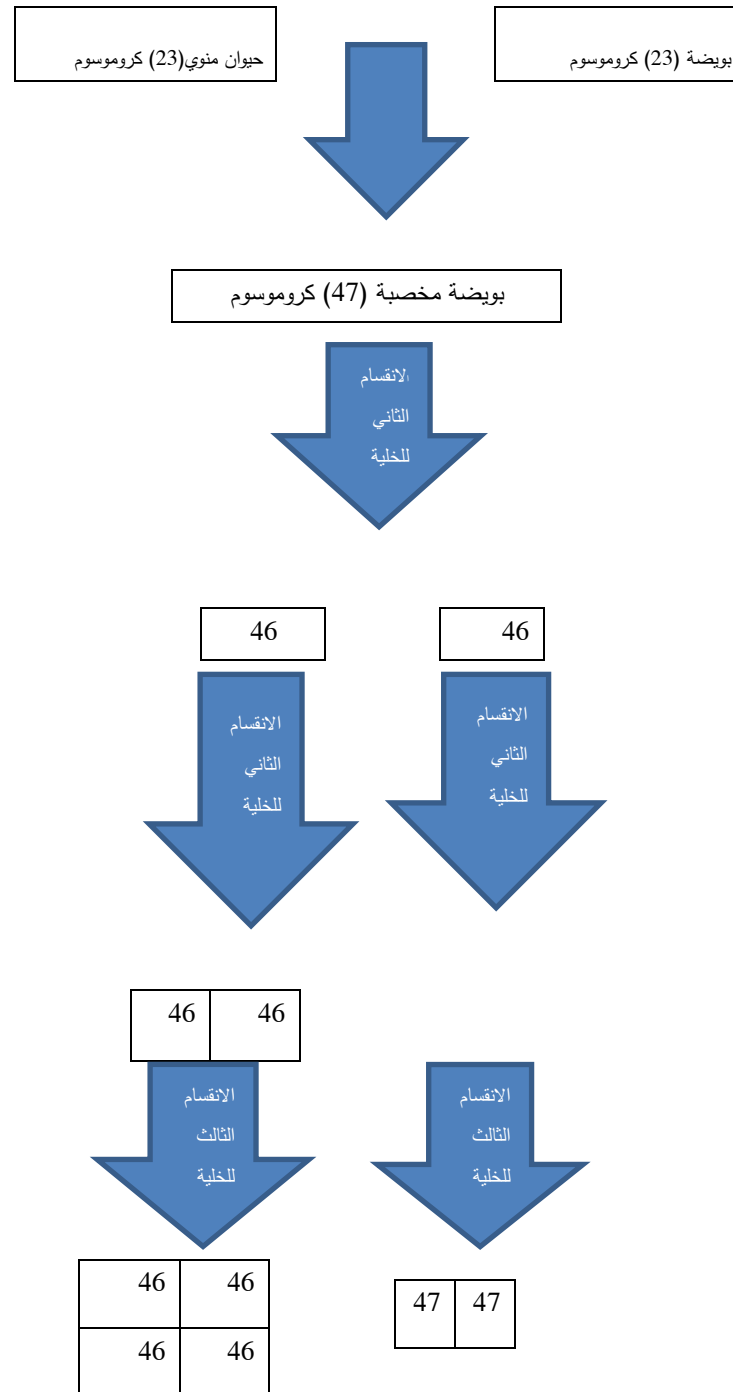 بويضة (23) كروموسوم
حيوان منوي(23) كروموسوم
بويضة مخصبة (47) كروموسوم
الانقسام
الثاني
للخلية
46
46
الانقسام
الثاني
للخلية
الانقسام
الثاني
للخلية
46 46
الانقسام
الثالث
للخلية
الانقسام
الثالث
للخلية
47 47
46 46
46 46